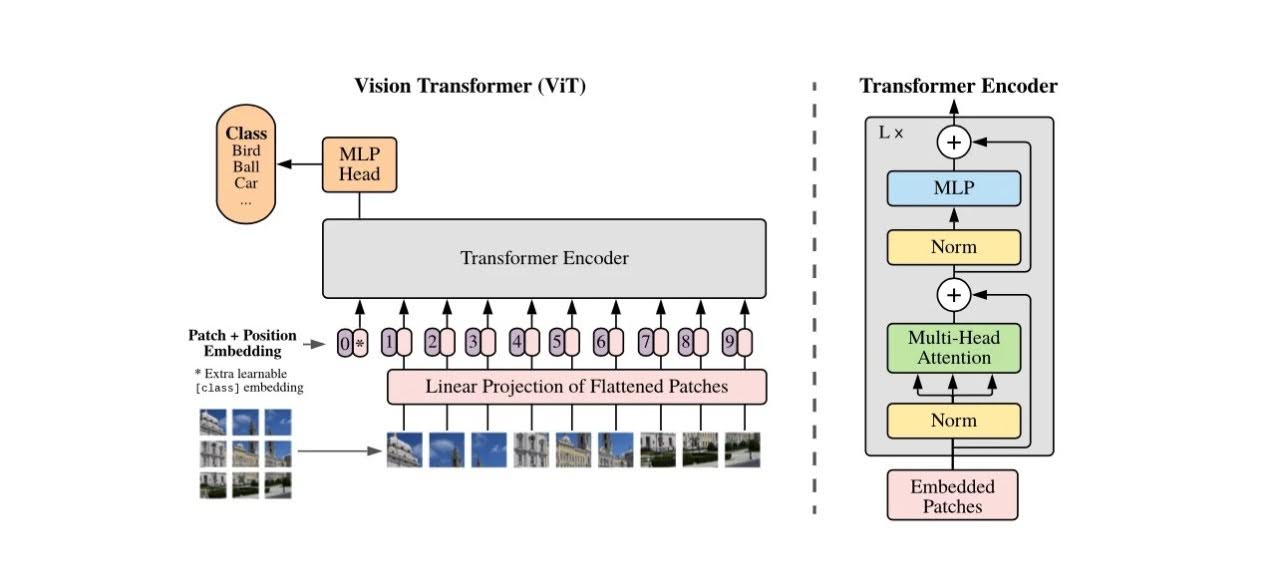 Vision Transformer (ViT)
Class
Bird
Ball
Car
...
MLP
Head
Transformer Encoder
Patch + Position
Embedding
0 * 1 2 3 4 5 6 7 8 9
* Extra learnable
[class] embedding
Linear Projection of Flattened Patches
Transformer Encoder
L x
+
MLP
Norm
+
Multi-Head
Attention
Norm
Embedded
Patches